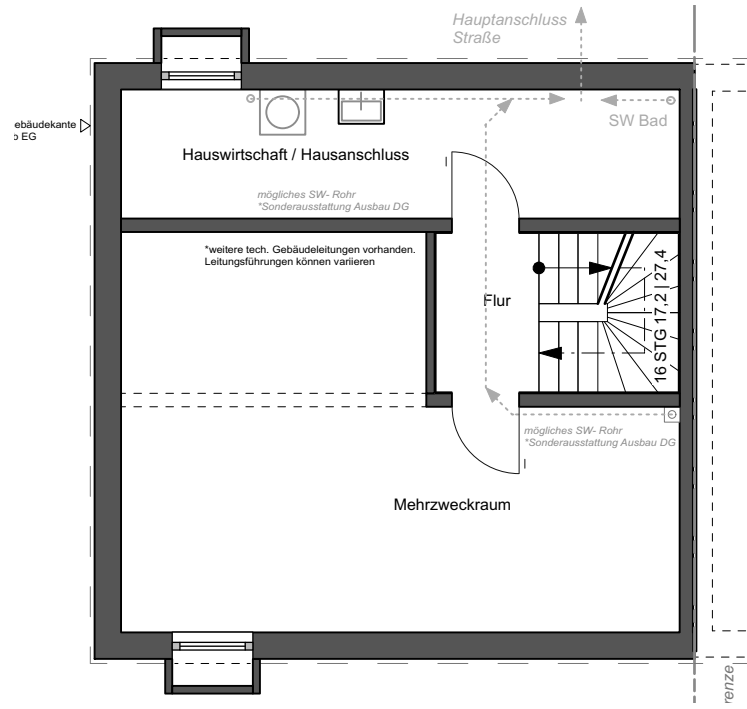 Hauptanschluss
Straße
ebäudekante
EG
SW Bad
Hauswirtschaft / Hausanschluss
mögliches SW- Rohr
*Sonderausstattung Ausbau DG
*weitere tech. Gebäudeleitungen vorhanden.
Leitungsführungen können variieren
Flur
16 STG 17,2 | 27,4
mögliches SW- Rohr
*Sonderausstattung Ausbau DG
Mehrzweckraum
renze